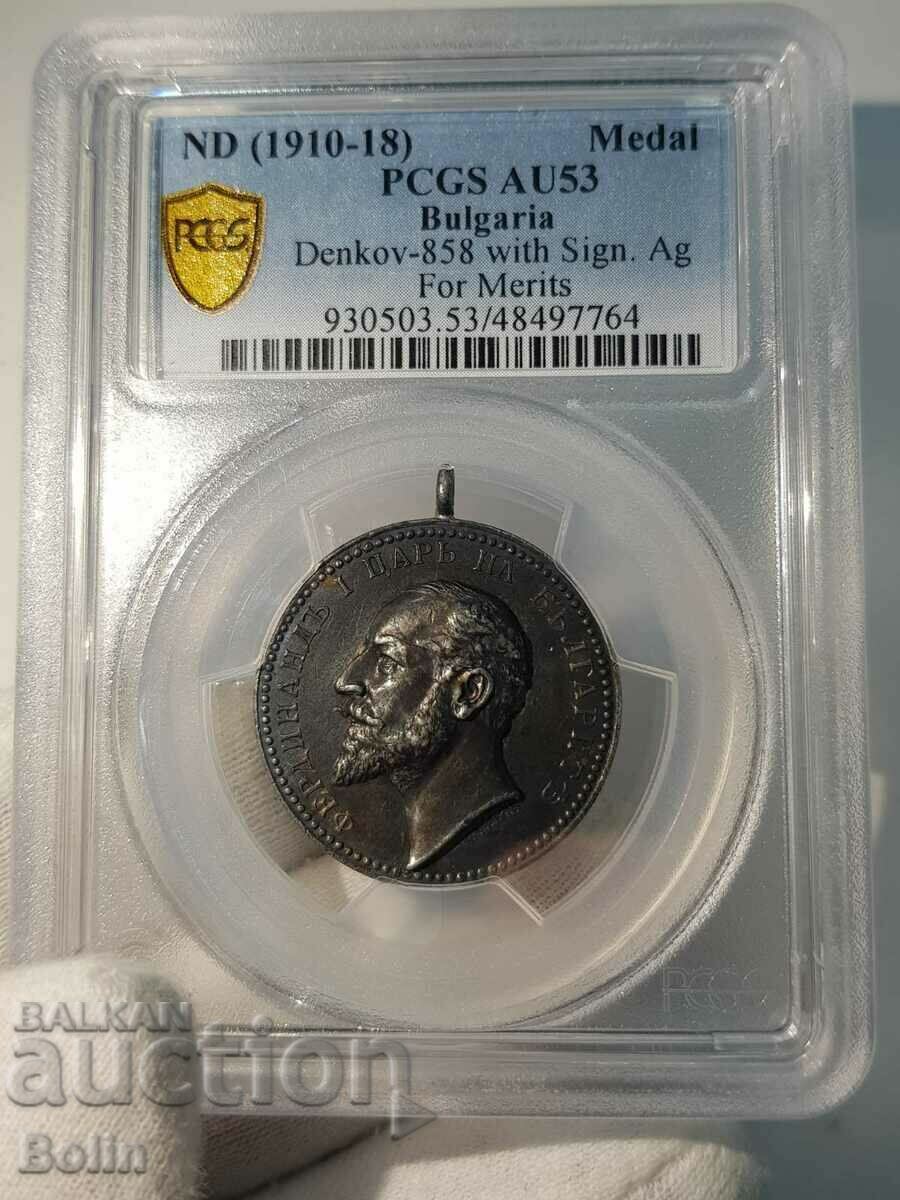 ND (1910-18) Medal
PCGS AU53
Bulgaria
Denkov-858 with Sign. Ag
For Merits
930503.53/48497764
PCGS
ФЕРДИНАНДЪ I ЦАРЬ НА БЪЛГАРИТѢ
PCGS
BALKAN
auction
Bolin